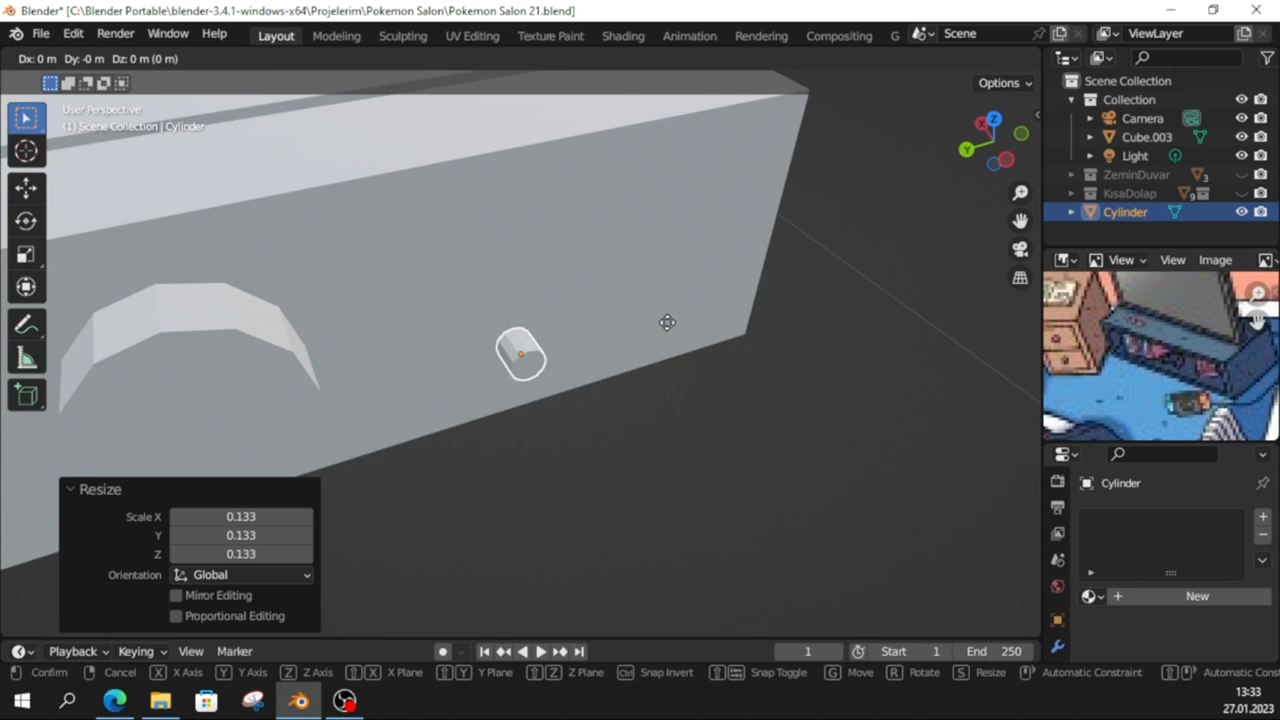 Blender* [C:\Blender Portable\blender-3.4.1-windows-x64\Projelerim\Pokemon Salon\Pokemon Salon 21.blend]
File Edit Render Window Help Layout Modeling Sculpting UV Editing Texture Paint Shading Animation Rendering Compositing G Scene ViewLayer
Dx: 0 m Dy: -0 m Dz: 0 m (0 m)
Options
User Perspective
(1) Scene Collection | Cylinder
X
Y
Z
Scene Collection
Collection
Camera
Cube.003
Light
ZeminDuvar 3
KısaDolap 9
Cylinder
View View Image
Cylinder
New
Resize
Scale X 0.133
Y 0.133
Z 0.133
Orientation Global
Mirror Editing
Proportional Editing
Playback Keying View Marker 1 Start 1 End 250
Confirm Cancel X X Axis Y Y Axis Z Z Axis X X Plane Y Y Plane Z Z Plane Ctrl Snap Invert Snap Toggle G Move R Rotate S Resize Automatic Constraint Automatic Cons
13:33
27.01.2023